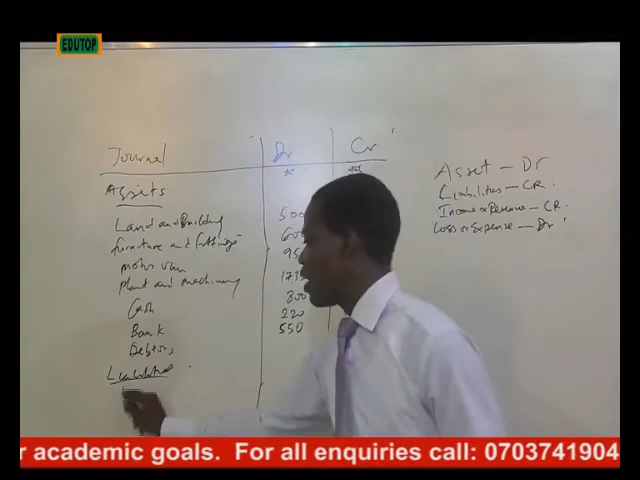 EDUTOP
Journal Dr Cr
Assets
Land and Building 500
furniture and fittings
motor van
plant and machinery
Cash 800
Bank 220
Debtors 550
Liabilities
Asset - Dr
Liabilities - CR.
Income or Revenue - CR.
Loss or Expense - Dr
r academic goals. For all enquiries call: 0703741904